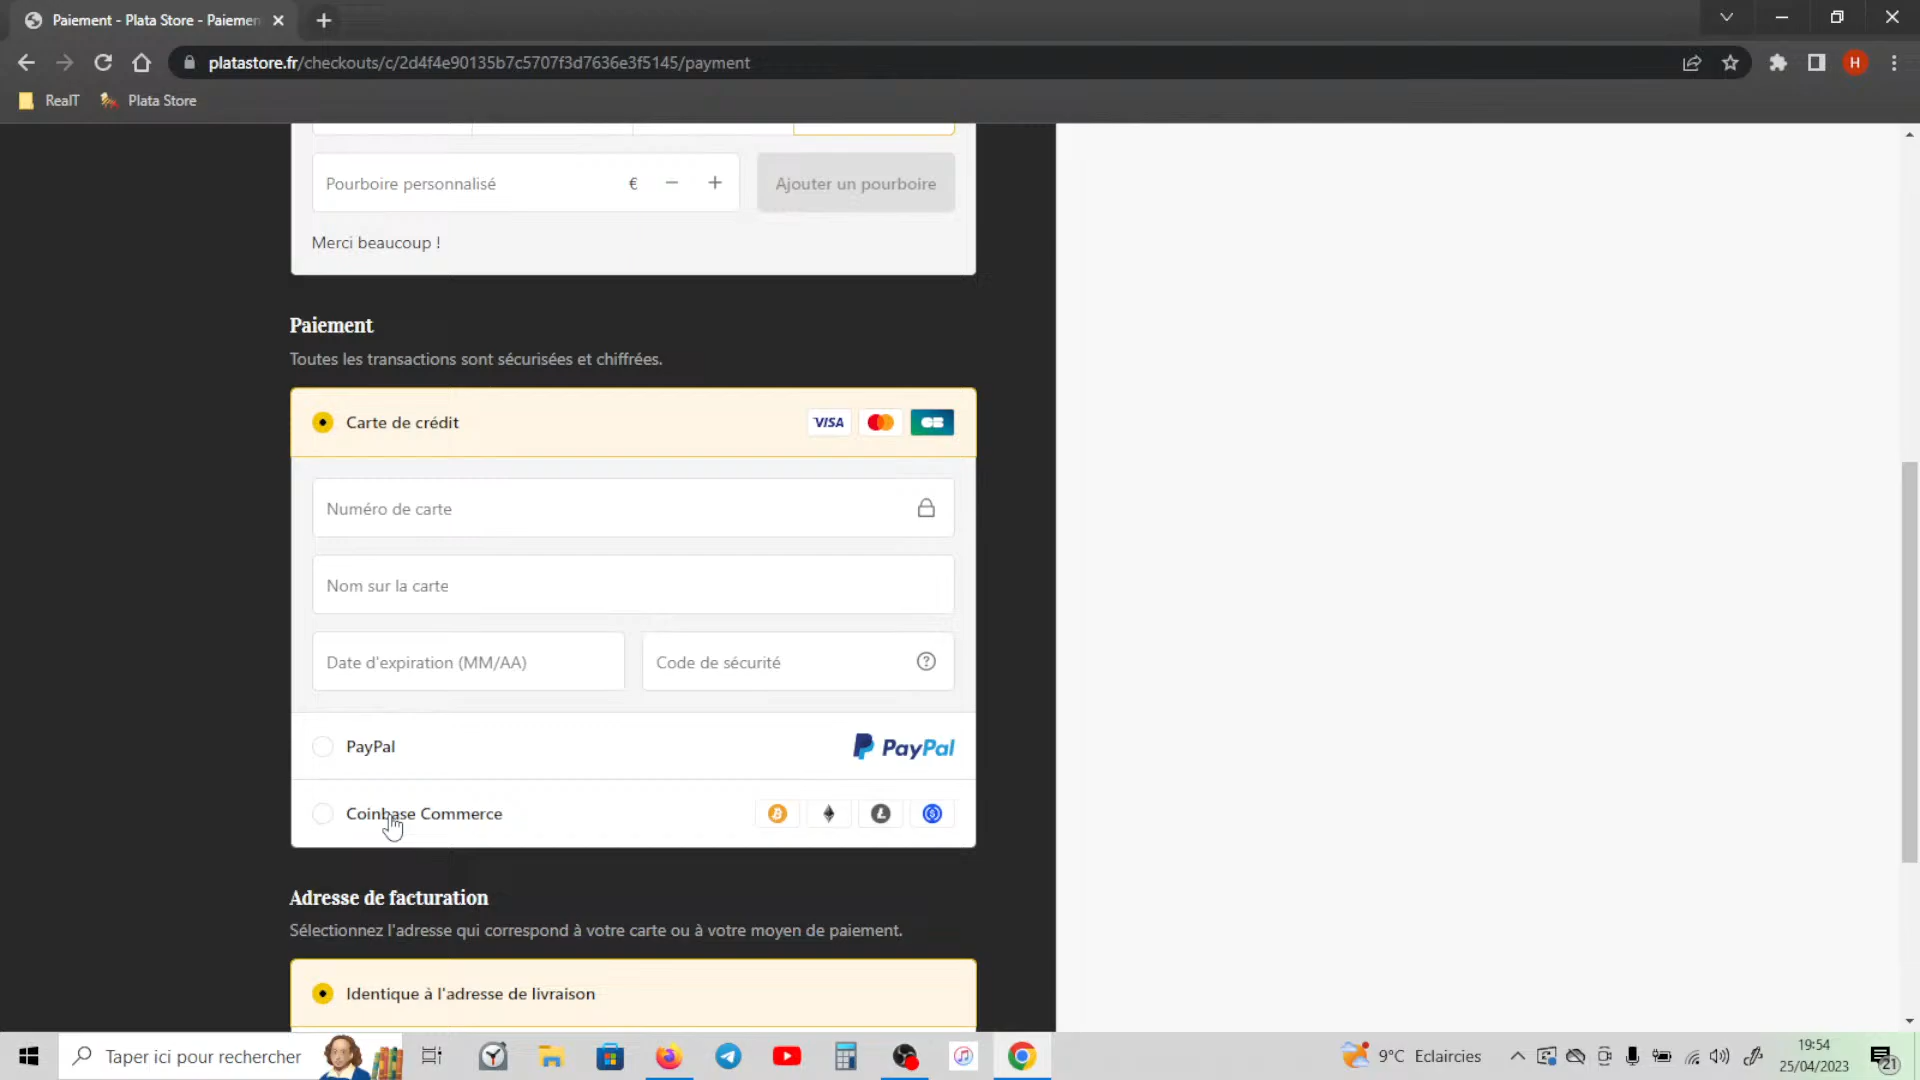 Paiement - Plata Store - Paiemen
platastore.fr/checkouts/c/2d4f4e90135b7c5707f3d7636e3f5145/payment
H
RealT
Plata Store
Pourboire personnalisé
€
Ajouter un pourboire
Merci beaucoup !
Paiement
Toutes les transactions sont sécurisées et chiffrées.
Carte de crédit
VISA
CB
Numéro de carte
Nom sur la carte
Date d'expiration (MM/AA)
Code de sécurité
PayPal
PayPal
Coinbase Commerce
Adresse de facturation
Sélectionnez l'adresse qui correspond à votre carte ou à votre moyen de paiement.
Identique à l'adresse de livraison
Taper ici pour rechercher
9°C Eclaircies
19:54
25/04/2023
21